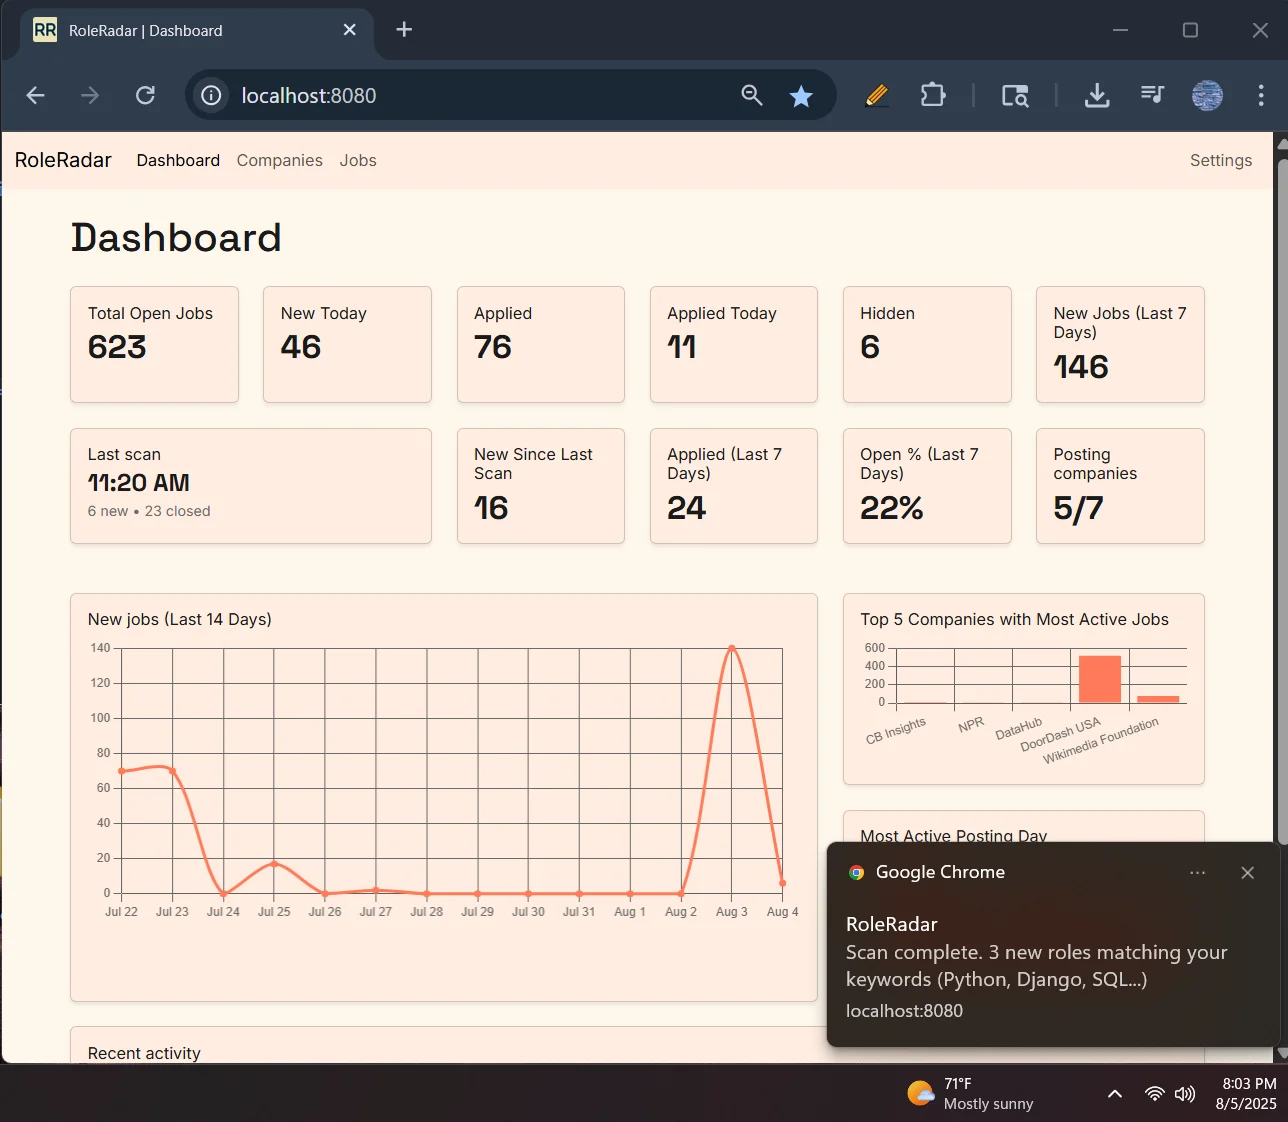 RR RoleRadar | Dashboard
localhost:8080
RoleRadar Dashboard Companies Jobs Settings
Dashboard
Total Open Jobs
623
New Today
46
Applied
76
Applied Today
11
Hidden
6
New Jobs (Last 7
Days)
146
Last scan
11:20 AM
6 new • 23 closed
New Since Last
Scan
16
Applied (Last 7
Days)
24
Open % (Last 7
Days)
22%
Posting
companies
5/7
New jobs (Last 14 Days)
140
120
100
80
60
40
20
0
Jul 22 Jul 23 Jul 24 Jul 25 Jul 26 Jul 27 Jul 28 Jul 29 Jul 30 Jul 31 Aug 1 Aug 2 Aug 3 Aug 4
Top 5 Companies with Most Active Jobs
600
400
200
0
CB Insights
NPR
DataHub
DoorDash USA
Wikimedia Foundation
Most Active Posting Day
Google Chrome
RoleRadar
Scan complete. 3 new roles matching your
keywords (Python, Django, SQL...)
localhost:8080
Recent activity
71°F
Mostly sunny
8:03 PM
8/5/2025